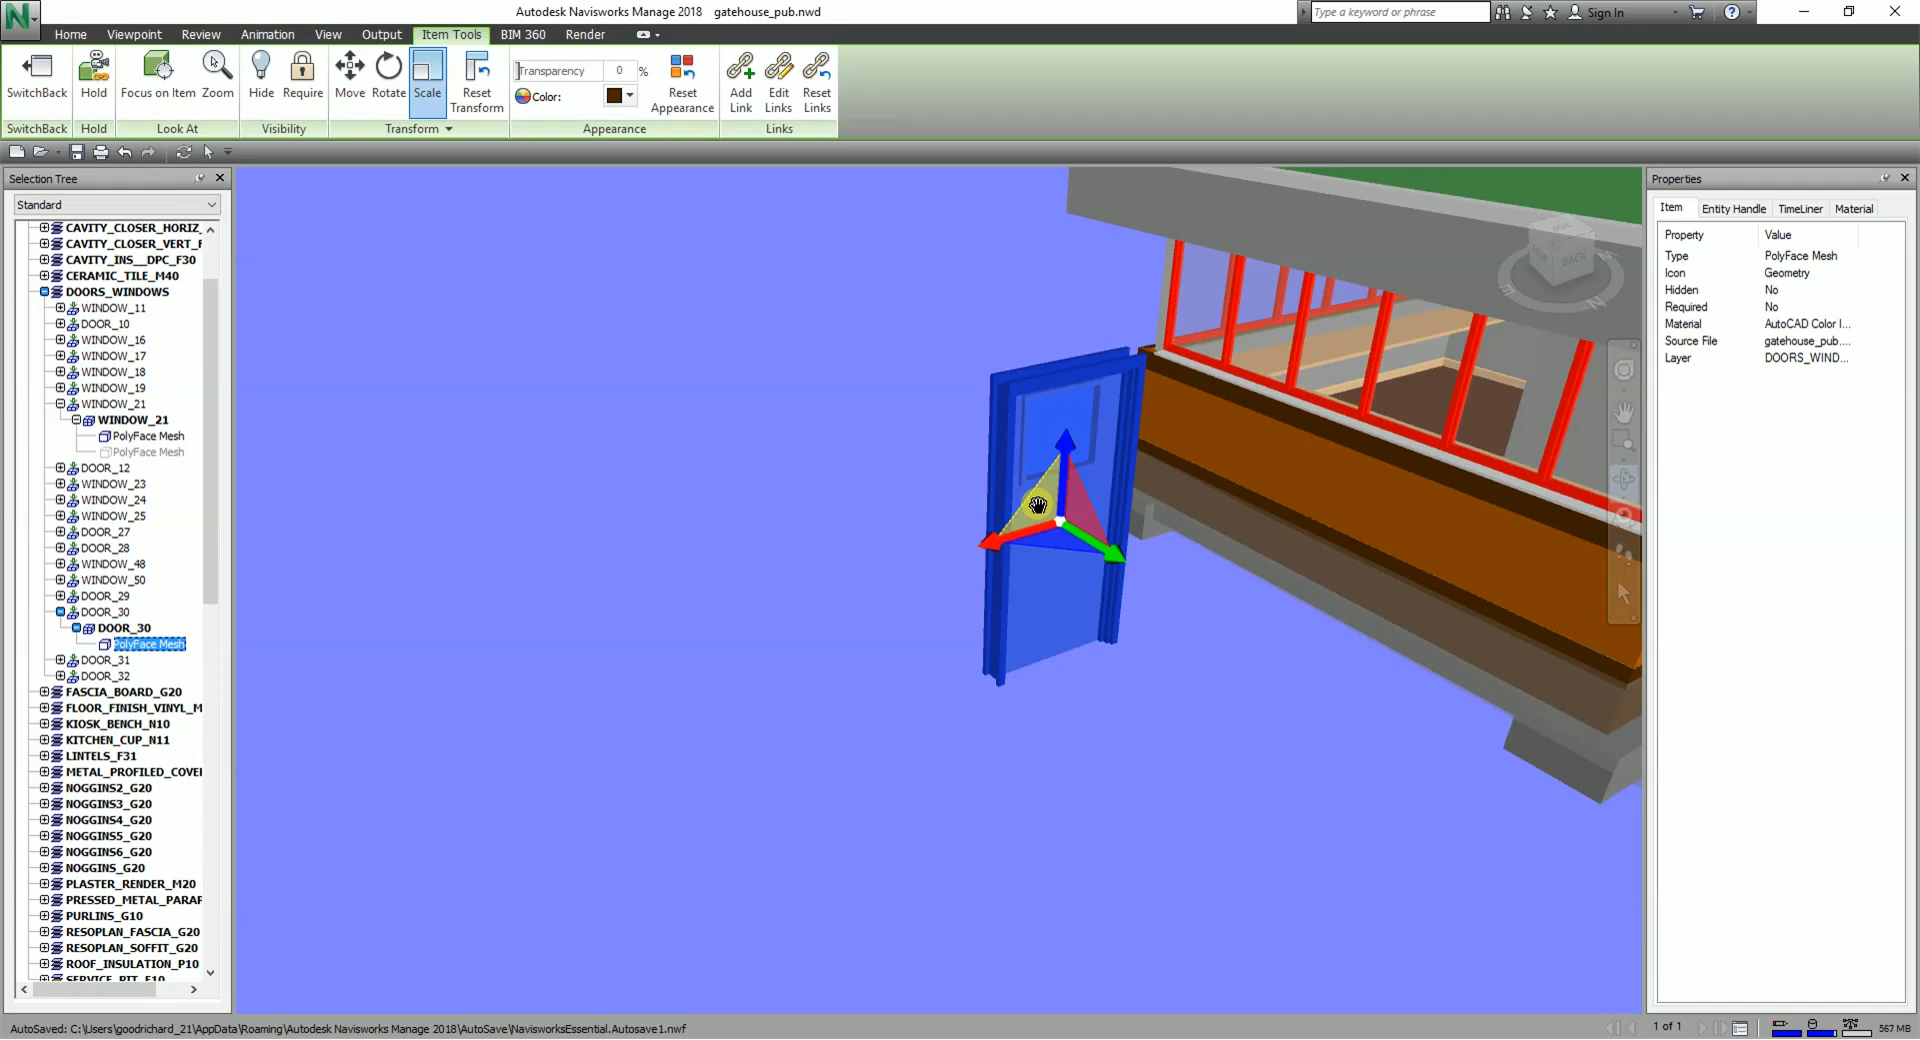 Autodesk Navisworks Manage 2018 gatehouse_pub.nwd
Type a keyword or phrase
Sign In
Home Viewpoint Review Animation View Output Item Tools BIM 360 Render
SwitchBack Hold Focus on Item Zoom Hide Require Move Rotate Scale Reset Transform
Transparency 0 %
Color:
Reset Appearance
Add Link
Edit Links
Reset Links
SwitchBack Hold Look At Visibility Transform Appearance Links
Selection Tree
Standard
CAVITY_CLOSER_HORIZ_
CAVITY_CLOSER_VERT_F
CAVITY_INS__DPC_F30
CERAMIC_TILE_M40
DOORS_WINDOWS
WINDOW_11
DOOR_10
WINDOW_16
WINDOW_17
WINDOW_18
WINDOW_19
WINDOW_21
WINDOW_21
PolyFace Mesh
PolyFace Mesh
DOOR_12
WINDOW_23
WINDOW_24
WINDOW_25
DOOR_27
DOOR_28
WINDOW_48
WINDOW_50
DOOR_29
DOOR_30
DOOR_30
PolyFace Mesh
DOOR_31
DOOR_32
FASCIA_BOARD_G20
FLOOR_FINISH_VINYL_M
KIOSK_BENCH_N10
KITCHEN_CUP_N11
LINTELS_F31
METAL_PROFILED_COVE
NOGGINS2_G20
NOGGINS3_G20
NOGGINS4_G20
NOGGINS5_G20
NOGGINS6_G20
NOGGINS_G20
PLASTER_RENDER_M20
PRESSED_METAL_PARAP
PURLINS_G10
RESOPLAN_FASCIA_G20
RESOPLAN_SOFFIT_G20
ROOF_INSULATION_P10
SERVICE_PIT_E10
BACK
Properties
Item Entity Handle TimeLiner Material
Property Value
Type PolyFace Mesh
Icon Geometry
Hidden No
Required No
Material AutoCAD Color I...
Source File gatehouse_pub....
Layer DOORS_WIND...
AutoSaved: C:\Users\goodrichard_21\AppData\Roaming\Autodesk Navisworks Manage 2018\AutoSave\NavisworksEssential.Autosave1.nwf
1 of 1
567 MB